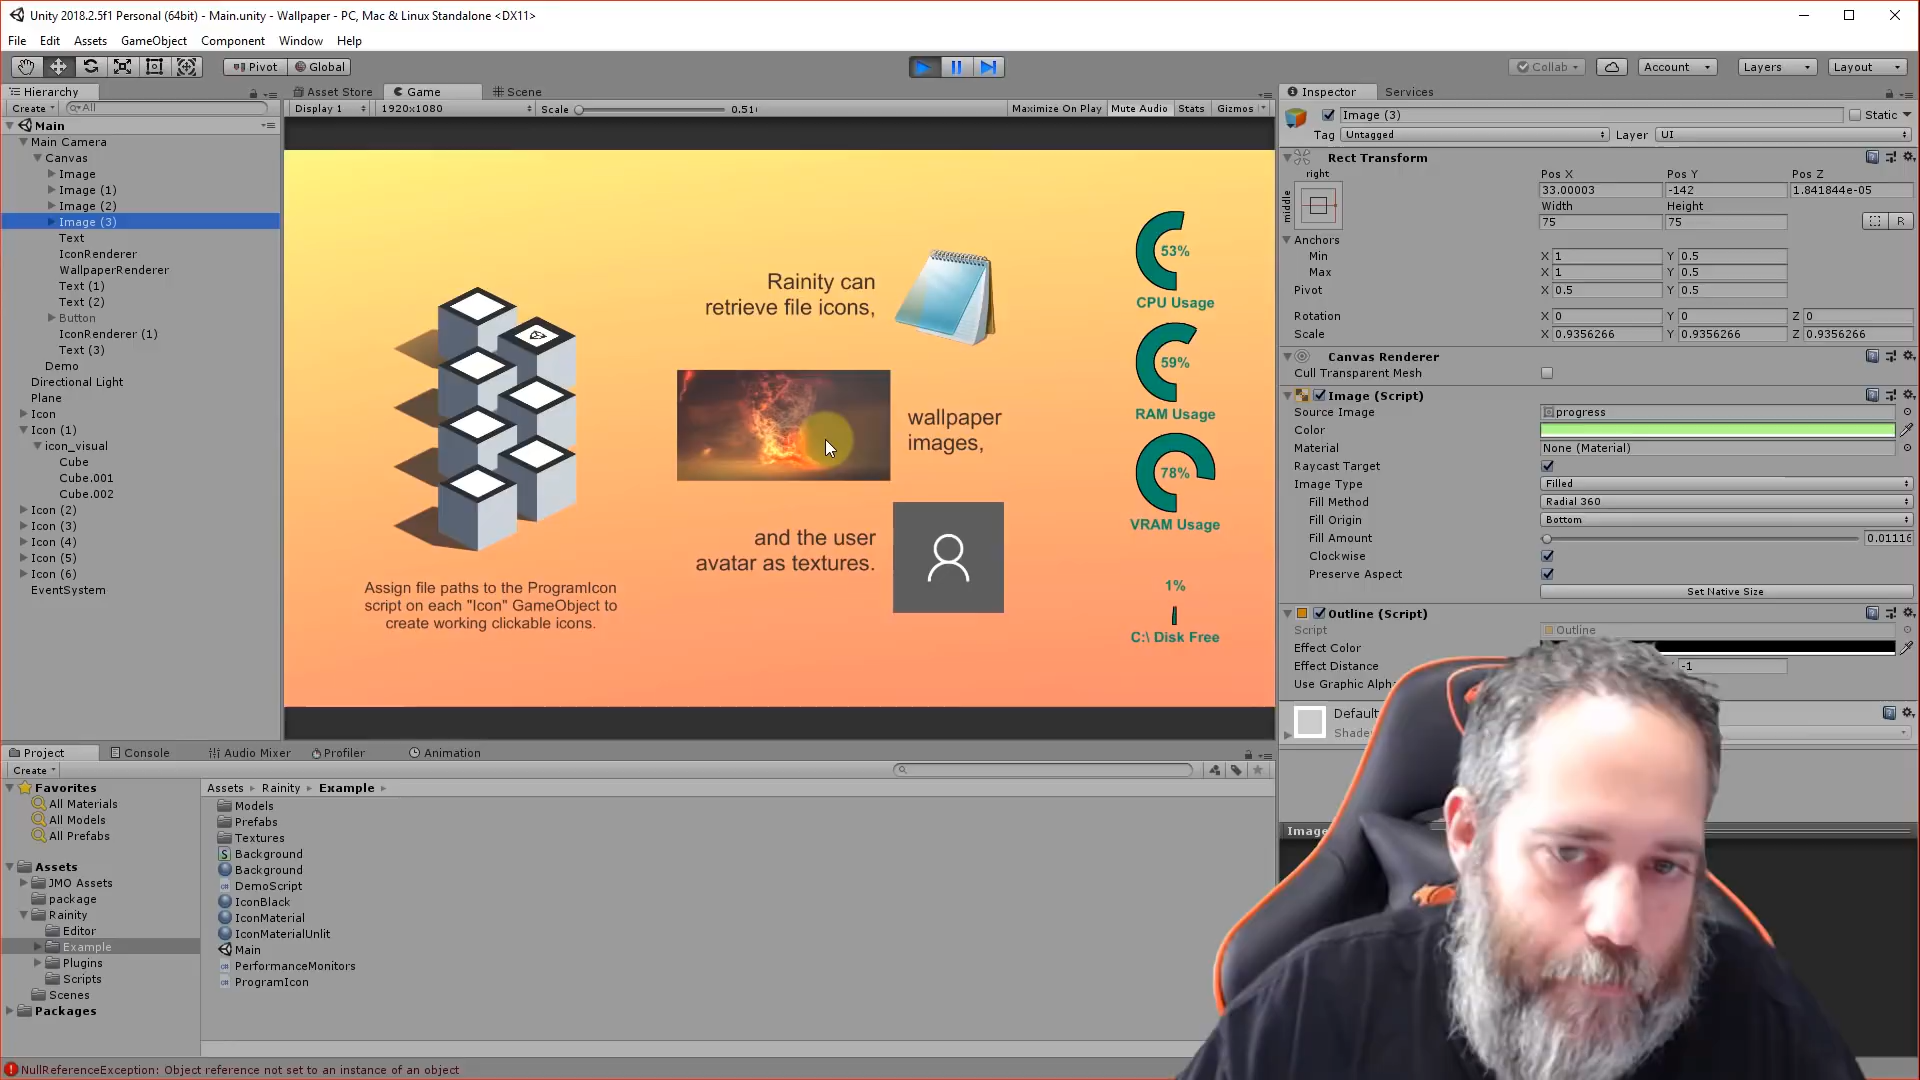 Unity 2018.2.5f1 Personal (64bit) - Main.unity - Wallpaper - PC, Mac & Linux Standalone <DX11>
File Edit Assets GameObject Component Window Help
Pivot Global Collab Account Layers Layout
Hierarchy
Create All
Main
Main Camera
Canvas
Image
Image (1)
Image (2)
Image (3)
Text
IconRenderer
WallpaperRenderer
Text (1)
Text (2)
Button
IconRenderer (1)
Text (3)
Demo
Directional Light
Plane
Icon
Icon (1)
icon_visual
Cube
Cube.001
Cube.002
Icon (2)
Icon (3)
Icon (4)
Icon (5)
Icon (6)
EventSystem
Asset Store Game Scene
Display 1 1920x1080 Scale 0.51 Maximize On Play Mute Audio Stats Gizmos
Rainity can
retrieve file icons,
wallpaper
images,
and the user
avatar as textures.
Assign file paths to the ProgramIcon
script on each "Icon" GameObject to
create working clickable icons.
53%
CPU Usage
59%
RAM Usage
78%
VRAM Usage
1%
C:\ Disk Free
Inspector Services
Image (3) Static
Tag Untagged Layer UI
Rect Transform
right Pos X Pos Y Pos Z
middle 33.00003 -142 1.841844e-05
Width Height
75 75 R
Anchors
Min X 1 Y 0.5
Max X 1 Y 0.5
Pivot X 0.5 Y 0.5
Rotation X 0 Y 0 Z 0
Scale X 0.9356266 Y 0.9356266 Z 0.9356266
Canvas Renderer
Cull Transparent Mesh
Image (Script)
Source Image progress
Color
Material None (Material)
Raycast Target
Image Type Filled
Fill Method Radial 360
Fill Origin Bottom
Fill Amount 0.01116
Clockwise
Preserve Aspect
Set Native Size
Outline (Script)
Script Outline
Effect Color
Effect Distance -1
Use Graphic Alph
Default
Shade
Image
Project Console Audio Mixer Profiler Animation
Create
Favorites
All Materials
All Models
All Prefabs
Assets
JMO Assets
package
Rainity
Editor
Example
Plugins
Scripts
Scenes
Packages
Assets Rainity Example
Models
Prefabs
Textures
Background
Background
DemoScript
IconBlack
IconMaterial
IconMaterialUnlit
Main
PerformanceMonitors
ProgramIcon
NullReferenceException: Object reference not set to an instance of an object